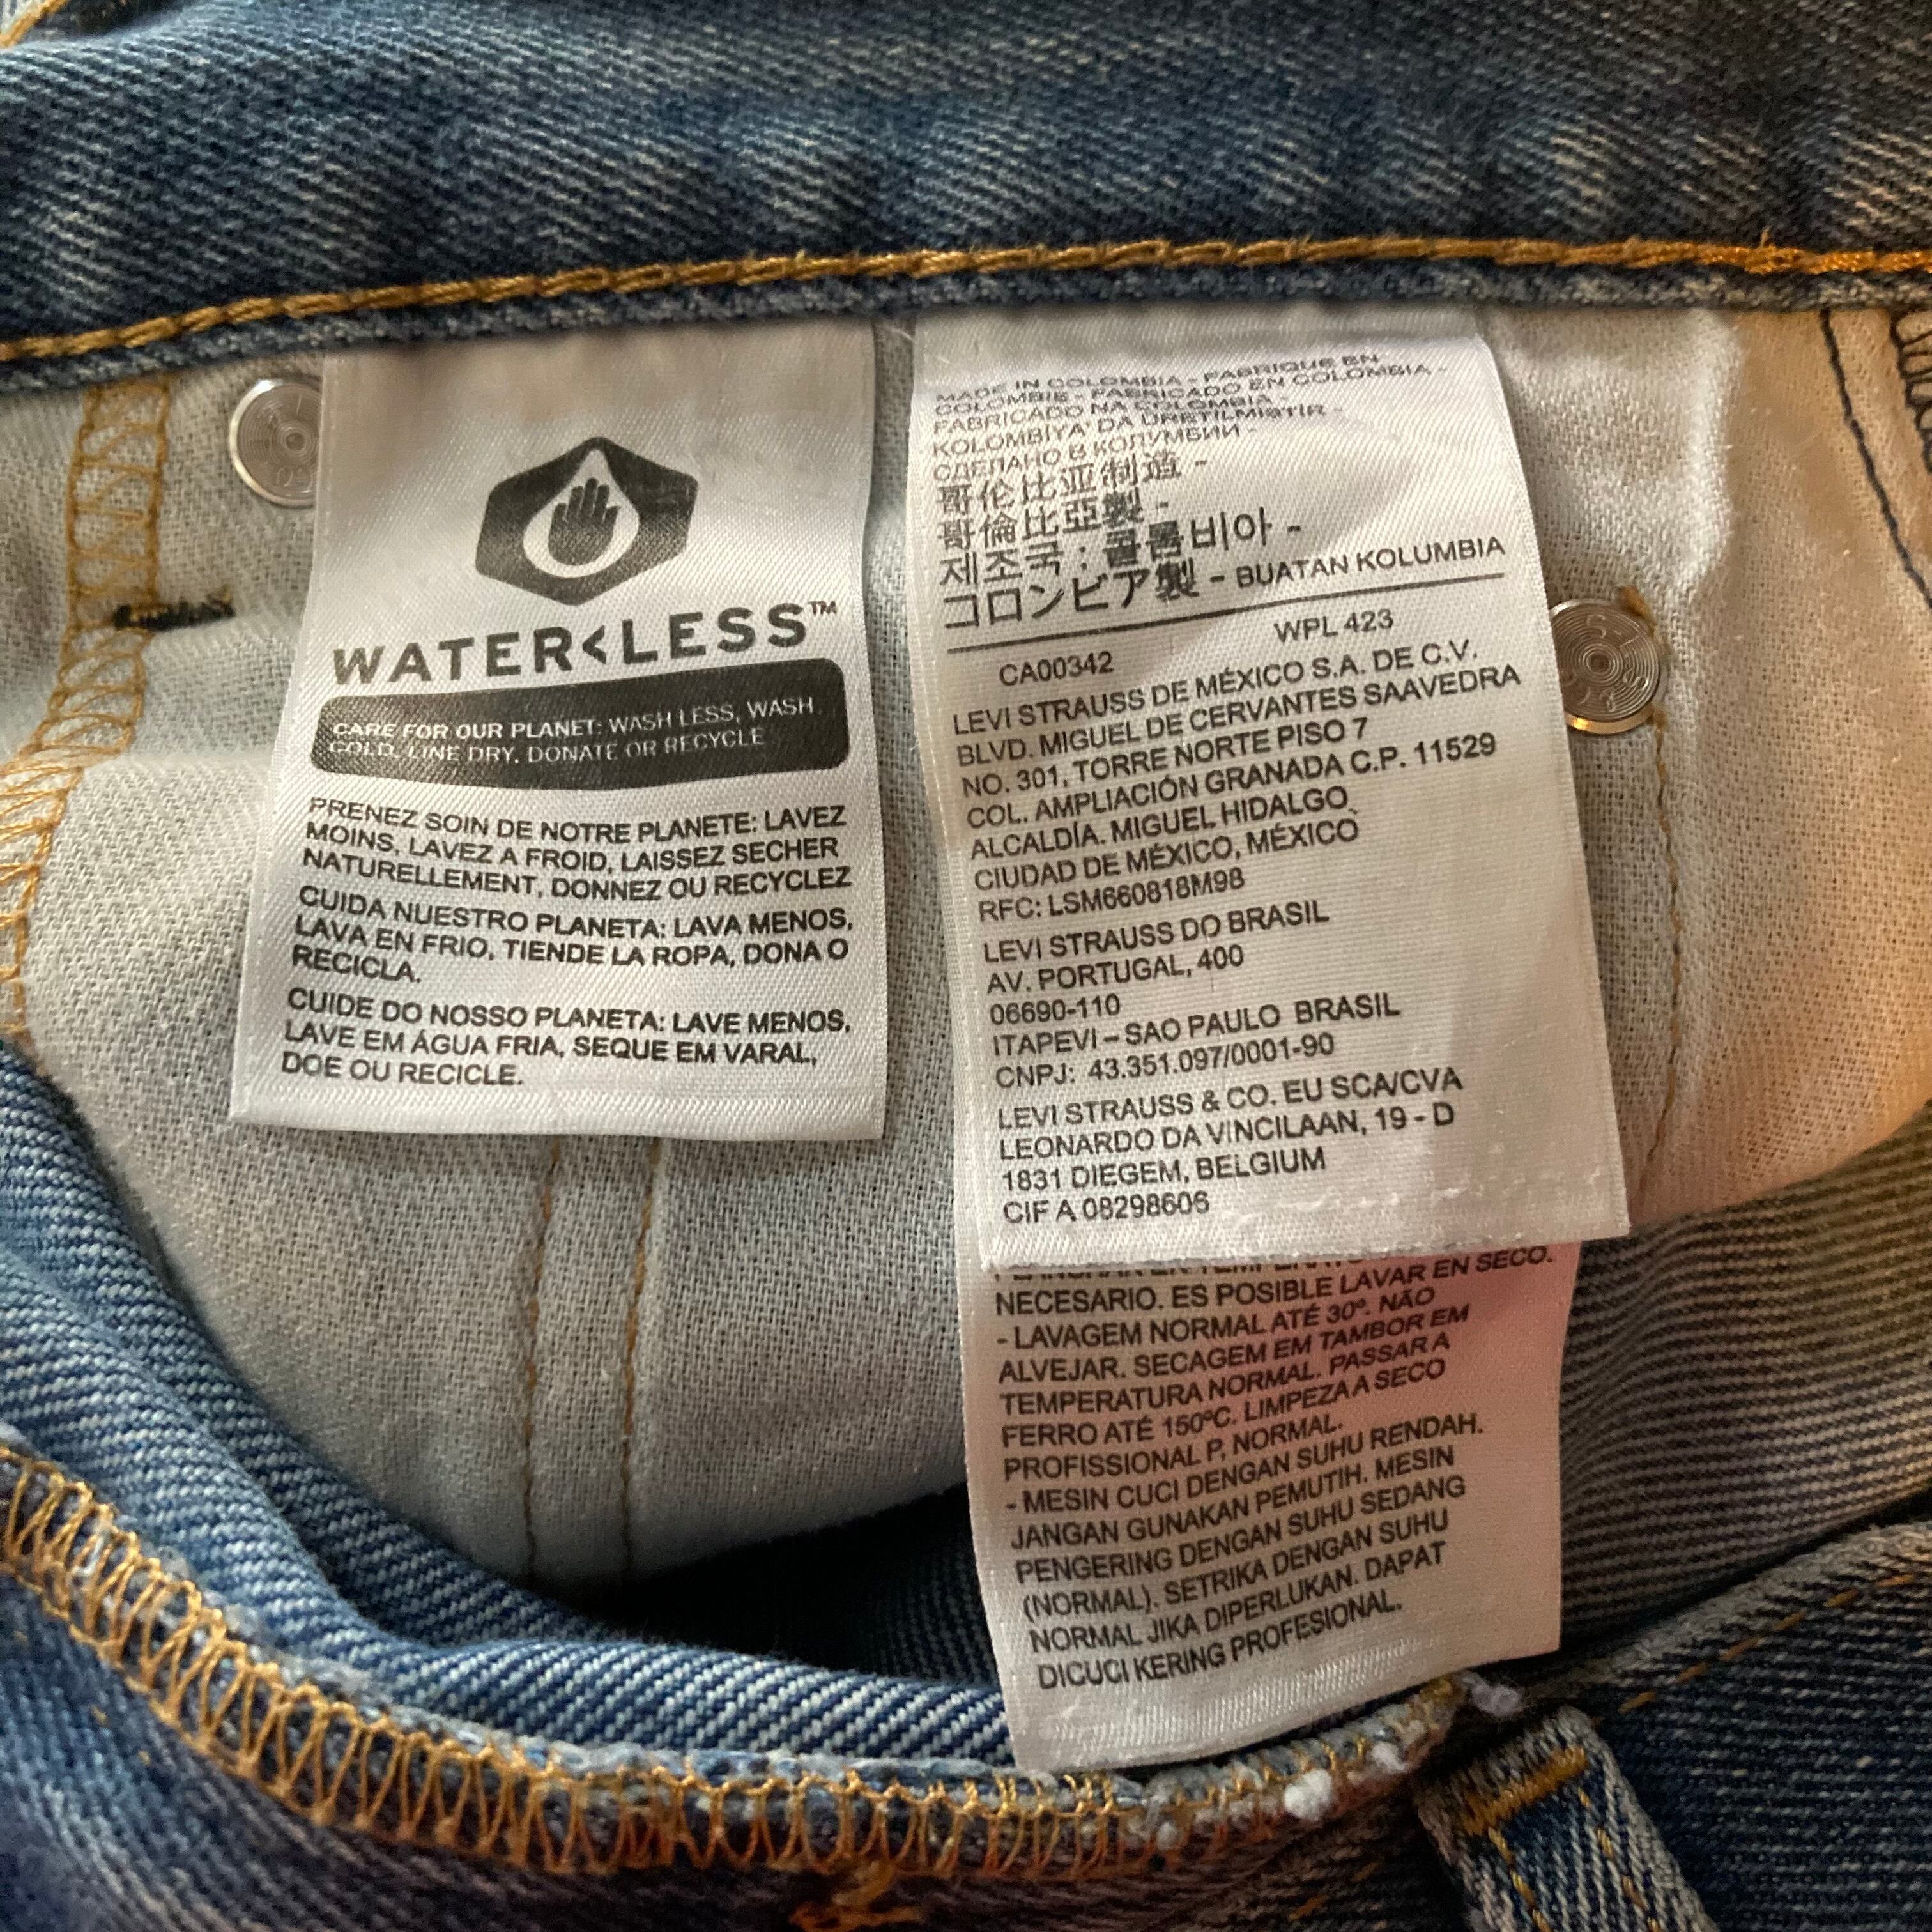 WATER<LESS™
CARE FOR OUR PLANET: WASH LESS, WASH
COLD, LINE DRY, DONATE OR RECYCLE
PRENEZ SOIN DE NOTRE PLANETE: LAVEZ
MOINS, LAVEZ A FROID, LAISSEZ SECHER
NATURELLEMENT, DONNEZ OU RECYCLEZ
CUIDA NUESTRO PLANETA: LAVA MENOS,
LAVA EN FRIO, TIENDE LA ROPA, DONA O
RECICLA.
CUIDE DO NOSSO PLANETA: LAVE MENOS,
LAVE EM ÁGUA FRIA, SEQUE EM VARAL,
DOE OU RECICLE.
MADE IN COLOMBIA - FABRIQUE EN
COLOMBIE - FABRICADO EN COLOMBIA -
FABRICADO NA COLOMBIA -
KOLOMBİYA' DA ÜRETİLMİŞTİR -
СДЕЛАНО В КОЛУМБИИ -
哥伦比亚制造 -
哥倫比亞製 -
제조국 : 콜롬비아 -
コロンビア製 - BUATAN KOLUMBIA
CA00342 WPL 423
LEVI STRAUSS DE MÉXICO S.A. DE C.V.
BLVD. MIGUEL DE CERVANTES SAAVEDRA
NO. 301, TORRE NORTE PISO 7
COL. AMPLIACIÓN GRANADA C.P. 11529
ALCALDÍA. MIGUEL HIDALGO,
CIUDAD DE MÉXICO, MÉXICO
RFC: LSM660818M98
LEVI STRAUSS DO BRASIL
AV. PORTUGAL, 400
06690-110
ITAPEVI – SAO PAULO BRASIL
CNPJ: 43.351.097/0001-90
LEVI STRAUSS & CO. EU SCA/CVA
LEONARDO DA VINCILAAN, 19 - D
1831 DIEGEM, BELGIUM
CIF A 08298606
NECESARIO. ES POSIBLE LAVAR EN SECO.
- LAVAGEM NORMAL ATÉ 30º. NÃO
ALVEJAR. SECAGEM EM TAMBOR EM
TEMPERATURA NORMAL. PASSAR A
FERRO ATÉ 150ºC. LIMPEZA A SECO
PROFISSIONAL P, NORMAL.
- MESIN CUCI DENGAN SUHU RENDAH.
JANGAN GUNAKAN PEMUTIH. MESIN
PENGERING DENGAN SUHU SEDANG
(NORMAL). SETRIKA DENGAN SUHU
NORMAL JIKA DIPERLUKAN. DAPAT
DICUCI KERING PROFESIONAL.